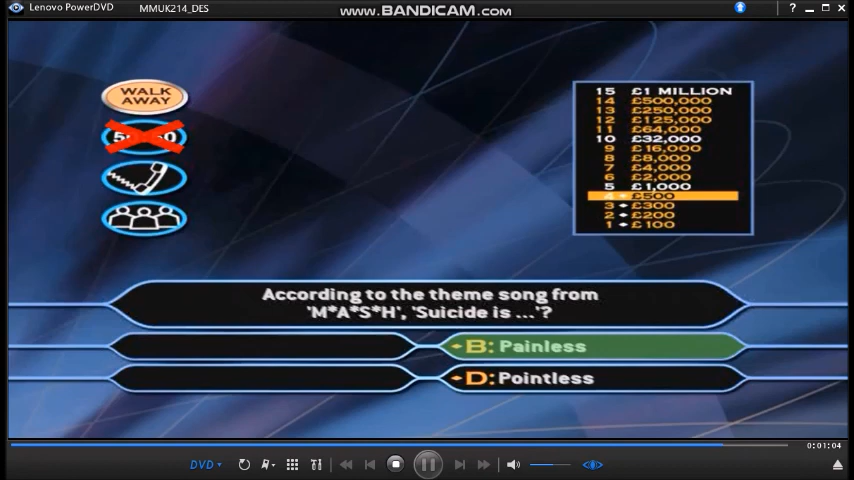 Lenovo PowerDVD
MMUK214_DES
www.BANDICAM.com
?
WALK
AWAY
50:50
15 £1 MILLION
14 £500,000
13 £250,000
12 £125,000
11 £64,000
10 £32,000
9 £16,000
8 £8,000
7 £4,000
6 £2,000
5 £1,000
4 £500
3 £300
2 £200
1 £100
According to the theme song from
'M*A*S*H', 'Suicide is ...'?
B: Painless
D: Pointless
DVD
0:01:04